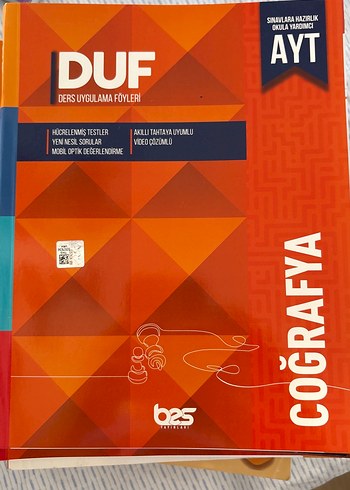 SINAVLARA HAZIRLIK
OKULA YARDIMCI
AYT
DUF
DERS UYGULAMA FÖYLERİ
HÜCRELENMİŞ TESTLER
YENİ NESİL SORULAR
MOBİL OPTİK DEĞERLENDİRME
AKILLI TAHTAYA UYUMLU
VİDEO ÇÖZÜMLÜ
COĞRAFYA
bes
YAYINLARI